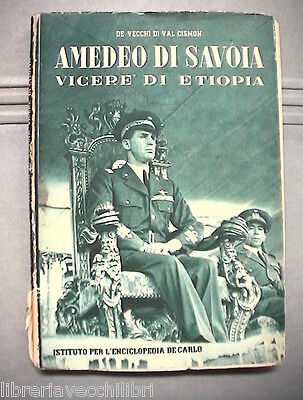 DE VECCHI DI VAL CISMON
AMEDEO DI SAVOIA
VICERE' DI ETIOPIA
ISTITUTO PER L'ENCICLOPEDIA DE CARLO
libreriavecchilibri